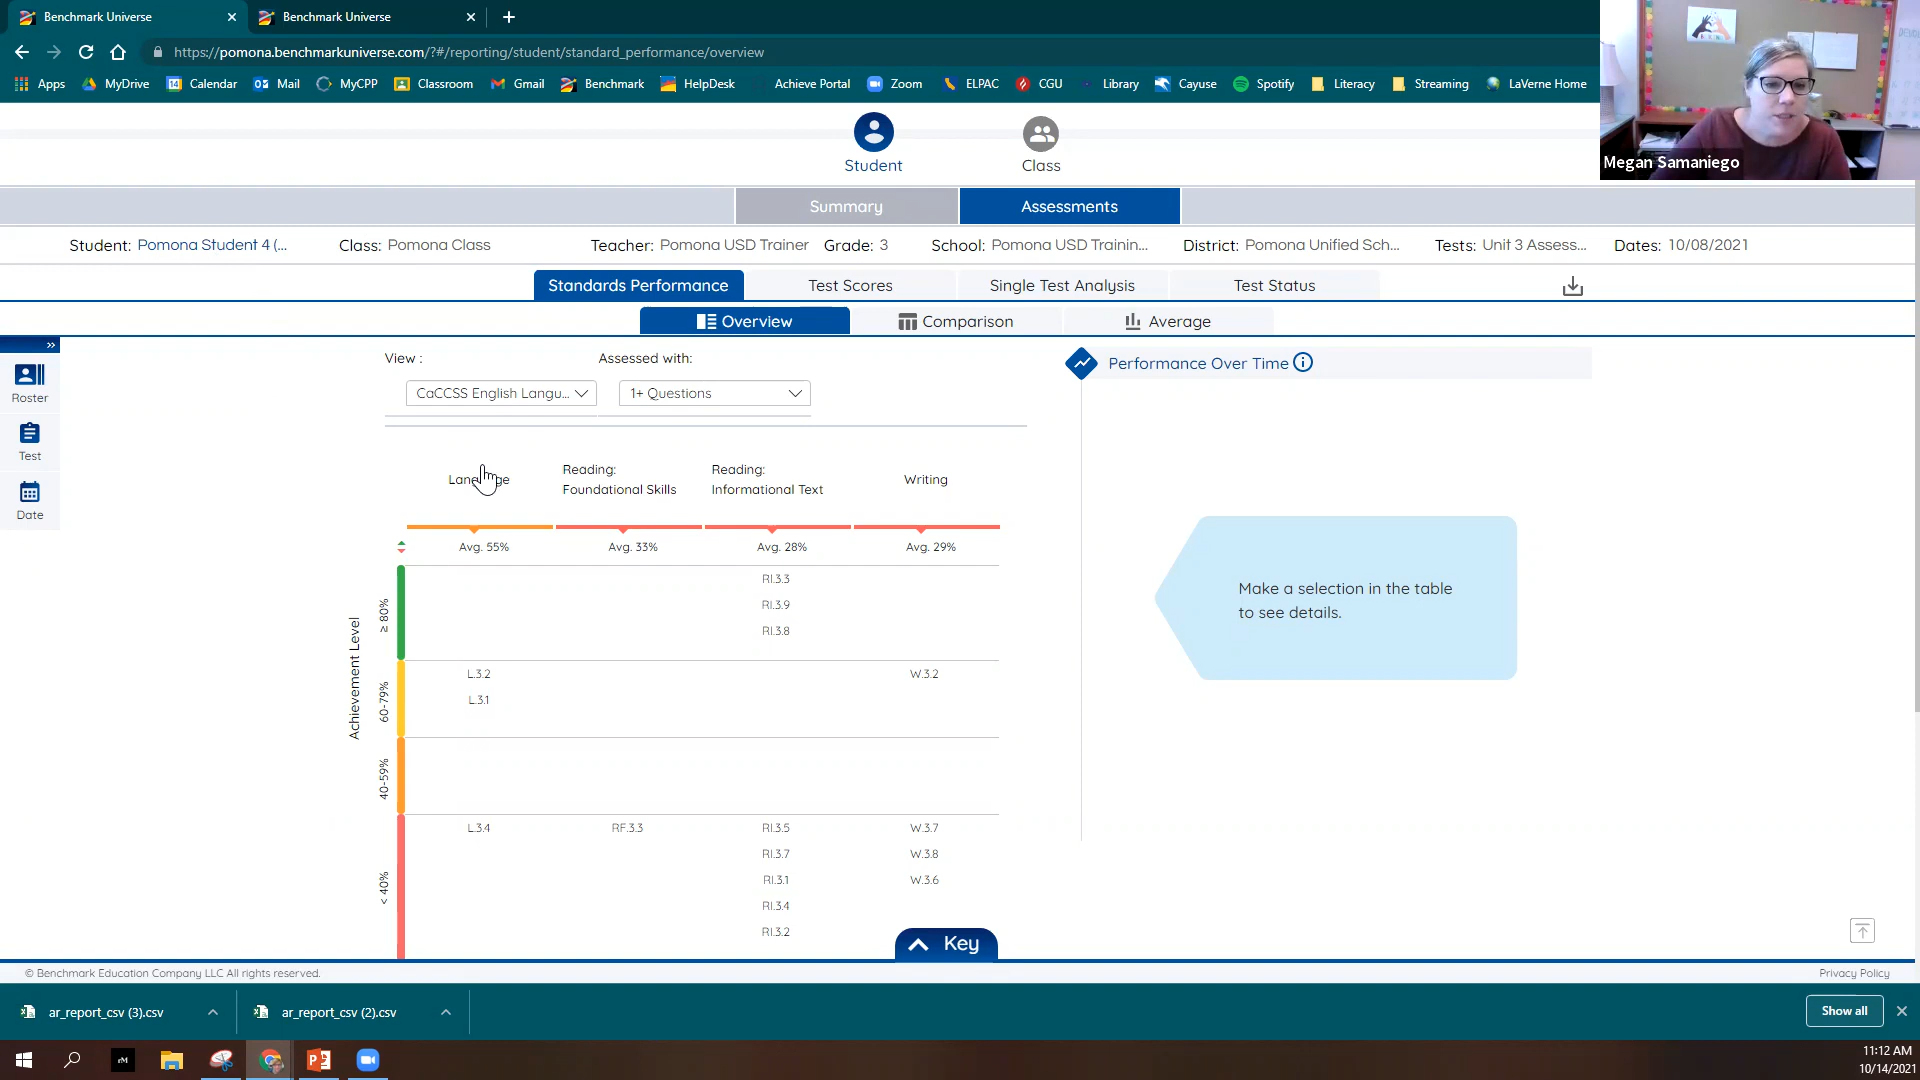 Benchmark Universe
Benchmark Universe
https://pomona.benchmarkuniverse.com/?#/reporting/student/standard_performance/overview
Apps MyDrive Calendar Mail MyCPP Classroom Gmail Benchmark HelpDesk Achieve Portal Zoom ELPAC CGU Library Cayuse Spotify Literacy Streaming LaVerne Home
Megan Samaniego
Student Class
Summary Assessments
Student: Pomona Student 4 (... Class: Pomona Class Teacher: Pomona USD Trainer Grade: 3 School: Pomona USD Trainin... District: Pomona Unified Sch... Tests: Unit 3 Assess... Dates: 10/08/2021
Standards Performance Test Scores Single Test Analysis Test Status
Overview Comparison Average
Roster
Test
Date
View : Assessed with:
CaCCSS English Langu... 1+ Questions
Performance Over Time
Language
Reading:
Foundational Skills
Reading:
Informational Text
Writing
Avg. 55% Avg. 33% Avg. 28% Avg. 29%
Achievement Level
≥ 80%
RI.3.3
RI.3.9
RI.3.8
60-79%
L.3.2 W.3.2
L.3.1
40-59%
< 40%
L.3.4 RF.3.3 RI.3.5 W.3.7
RI.3.7 W.3.8
RI.3.1 W.3.6
RI.3.4
RI.3.2
Make a selection in the table
to see details.
Key
© Benchmark Education Company LLC All rights reserved.
Privacy Policy
ar_report_csv (3).csv ar_report_csv (2).csv
Show all
rM
11:12 AM
10/14/2021